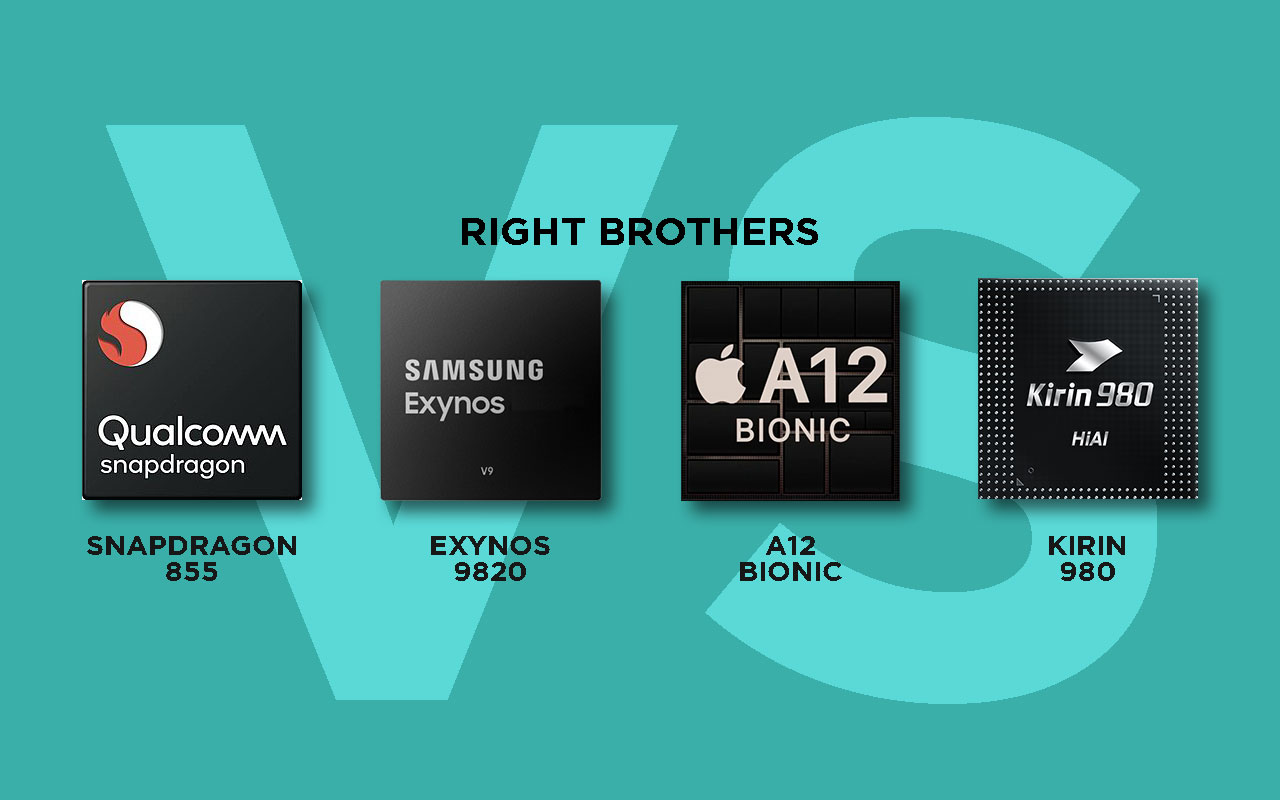 VS
RIGHT BROTHERS
Qualcomm
snapdragon
SAMSUNG
Exynos
V9
A12
BIONIC
Kirin 980
HiAI
SNAPDRAGON
855
EXYNOS
9820
A12
BIONIC
KIRIN
980